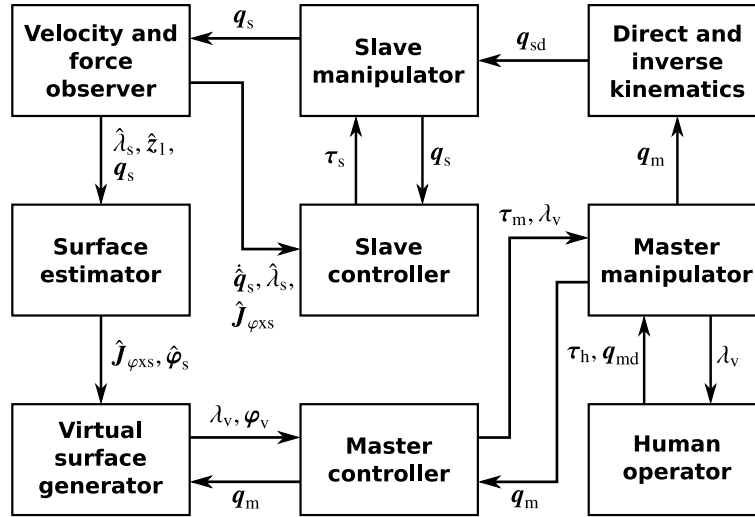 Velocity and
force
observer
q_s
Slave
manipulator
q_sd
Direct and
inverse
kinematics
λ̂_s, ẑ_1,
q_s
τ_s
q_s
q_m
Surface
estimator
Slave
controller
τ_m, λ_v
Master
manipulator
q̂̇_s, λ̂_s,
Ĵ_φxs
Ĵ_φxs, φ̂_s
τ_h, q_md
λ_v
Virtual
surface
generator
λ_v, φ_v
q_m
Master
controller
q_m
Human
operator